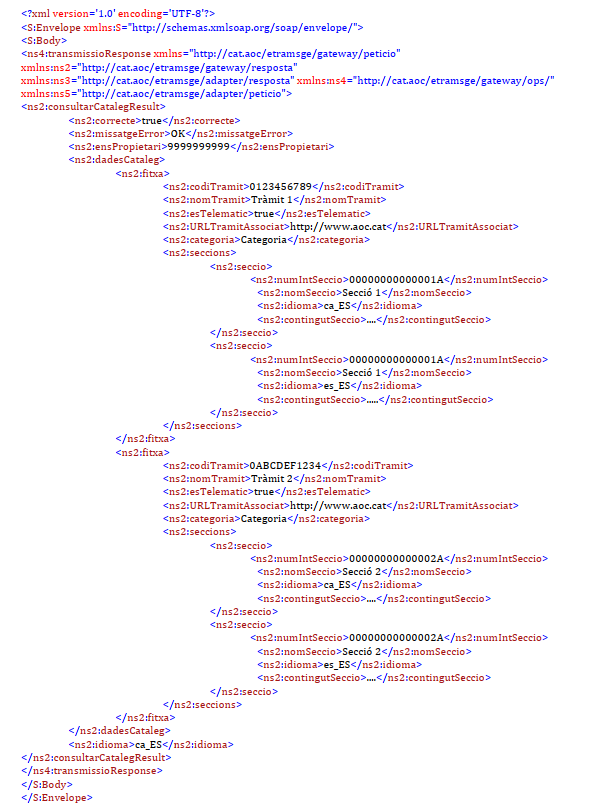 <?xml version='1.0' encoding='UTF-8'?>
<S:Envelope xmlns:S="http://schemas.xmlsoap.org/soap/envelope/">
<S:Body>
<ns4:transmissioResponse xmlns="http://cat.aoc/etramsge/gateway/peticio"
xmlns:ns2="http://cat.aoc/etramsge/gateway/resposta"
xmlns:ns3="http://cat.aoc/etramsge/adapter/resposta" xmlns:ns4="http://cat.aoc/etramsge/gateway/ops/"
xmlns:ns5="http://cat.aoc/etramsge/adapter/peticio">
<ns2:consultarCatalegResult>
<ns2:correcte>true</ns2:correcte>
<ns2:missatgeError>OK</ns2:missatgeError>
<ns2:ensPropietari>9999999999</ns2:ensPropietari>
<ns2:dadesCataleg>
<ns2:fitxa>
<ns2:codiTramit>0123456789</ns2:codiTramit>
<ns2:nomTramit>Tràmit 1</ns2:nomTramit>
<ns2:esTelematic>true</ns2:esTelematic>
<ns2:URLTramitAssociat>http://www.aoc.cat</ns2:URLTramitAssociat>
<ns2:categoria>Categoria</ns2:categoria>
<ns2:seccions>
<ns2:seccio>
<ns2:numIntSeccio>00000000000001A</ns2:numIntSeccio>
<ns2:nomSeccio>Secció 1</ns2:nomSeccio>
<ns2:idioma>ca_ES</ns2:idioma>
<ns2:contingutSeccio>....</ns2:contingutSeccio>
</ns2:seccio>
<ns2:seccio>
<ns2:numIntSeccio>00000000000001A</ns2:numIntSeccio>
<ns2:nomSeccio>Secció 1</ns2:nomSeccio>
<ns2:idioma>es_ES</ns2:idioma>
<ns2:contingutSeccio>.....</ns2:contingutSeccio>
</ns2:seccio>
</ns2:seccions>
</ns2:fitxa>
<ns2:fitxa>
<ns2:codiTramit>0ABCDEF1234</ns2:codiTramit>
<ns2:nomTramit>Tràmit 2</ns2:nomTramit>
<ns2:esTelematic>true</ns2:esTelematic>
<ns2:URLTramitAssociat>http://www.aoc.cat</ns2:URLTramitAssociat>
<ns2:categoria>Categoria</ns2:categoria>
<ns2:seccions>
<ns2:seccio>
<ns2:numIntSeccio>00000000000002A</ns2:numIntSeccio>
<ns2:nomSeccio>Secció 2</ns2:nomSeccio>
<ns2:idioma>ca_ES</ns2:idioma>
<ns2:contingutSeccio>....</ns2:contingutSeccio>
</ns2:seccio>
<ns2:seccio>
<ns2:numIntSeccio>00000000000002A</ns2:numIntSeccio>
<ns2:nomSeccio>Secció 2</ns2:nomSeccio>
<ns2:idioma>es_ES</ns2:idioma>
<ns2:contingutSeccio>....</ns2:contingutSeccio>
</ns2:seccio>
</ns2:seccions>
</ns2:fitxa>
</ns2:dadesCataleg>
<ns2:idioma>ca_ES</ns2:idioma>
</ns2:consultarCatalegResult>
</ns4:transmissioResponse>
</S:Body>
</S:Envelope>